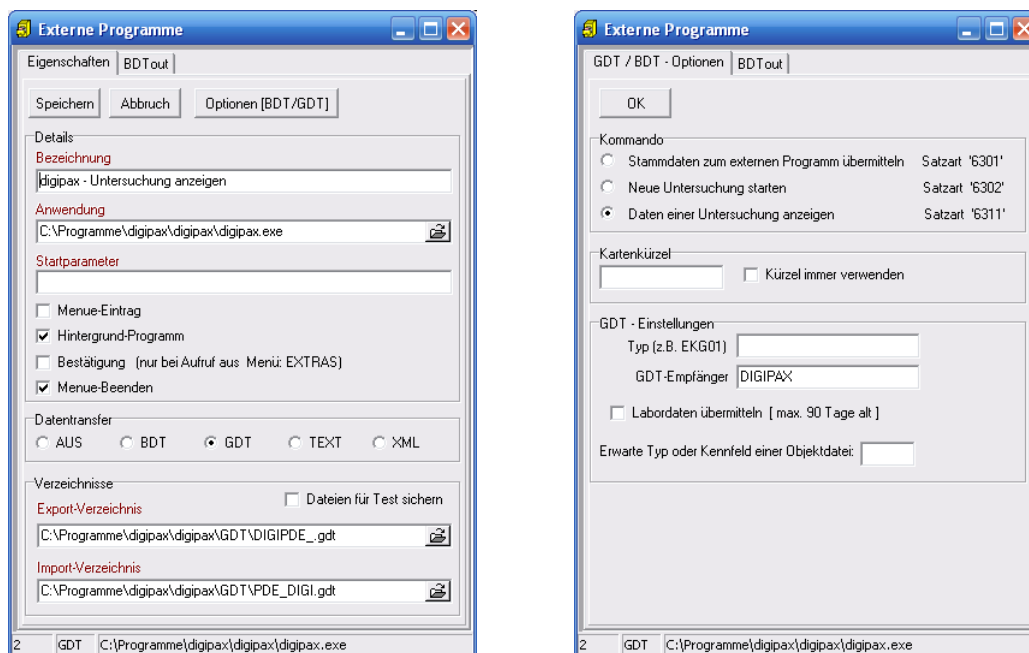 Externe Programme
Eigenschaften BDTout
Speichern Abbruch Optionen [BDT/GDT]
Details
Bezeichnung
digipax - Untersuchung anzeigen
Anwendung
C:\Programme\digipax\digipax\digipax.exe
Startparameter
Menue-Eintrag
Hintergrund-Programm
Bestätigung (nur bei Aufruf aus Menü: EXTRAS)
Menue-Beenden
Datentransfer
AUS BDT GDT TEXT XML
Verzeichnisse
Dateien für Test sichern
Export-Verzeichnis
C:\Programme\digipax\digipax\GDT\DIGIPDE_.gdt
Import-Verzeichnis
C:\Programme\digipax\digipax\GDT\PDE_DIGI.gdt
2 GDT C:\Programme\digipax\digipax\digipax.exe
Externe Programme
GDT / BDT - Optionen BDTout
OK
Kommando
Stammdaten zum externen Programm übermitteln Satzart '6301'
Neue Untersuchung starten Satzart '6302'
Daten einer Untersuchung anzeigen Satzart '6311'
Kartenkürzel
Kürzel immer verwenden
GDT - Einstellungen
Typ (z.B. EKG01)
GDT-Empfänger DIGIPAX
Labordaten übermitteln [ max. 90 Tage alt ]
Erwarte Typ oder Kennfeld einer Objektdatei:
2 GDT C:\Programme\digipax\digipax\digipax.exe